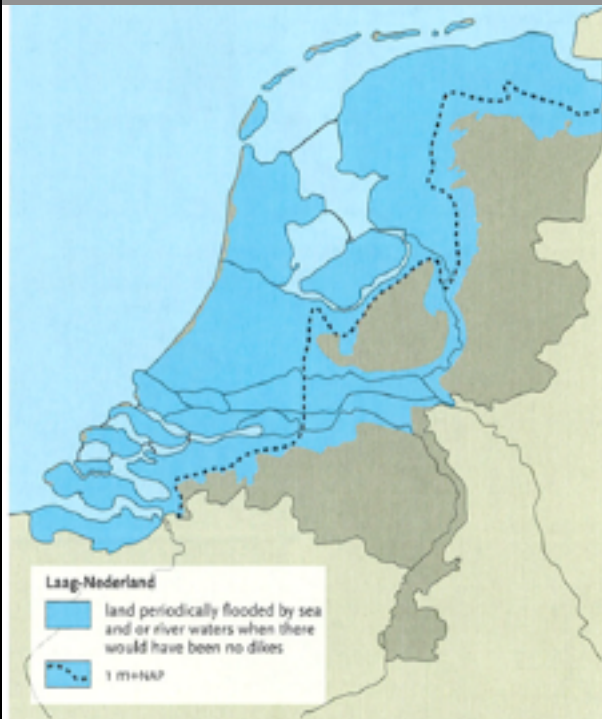 Laag-Nederland
land periodically flooded by sea
and or river waters when there
would have been no dikes
1 m+NAP